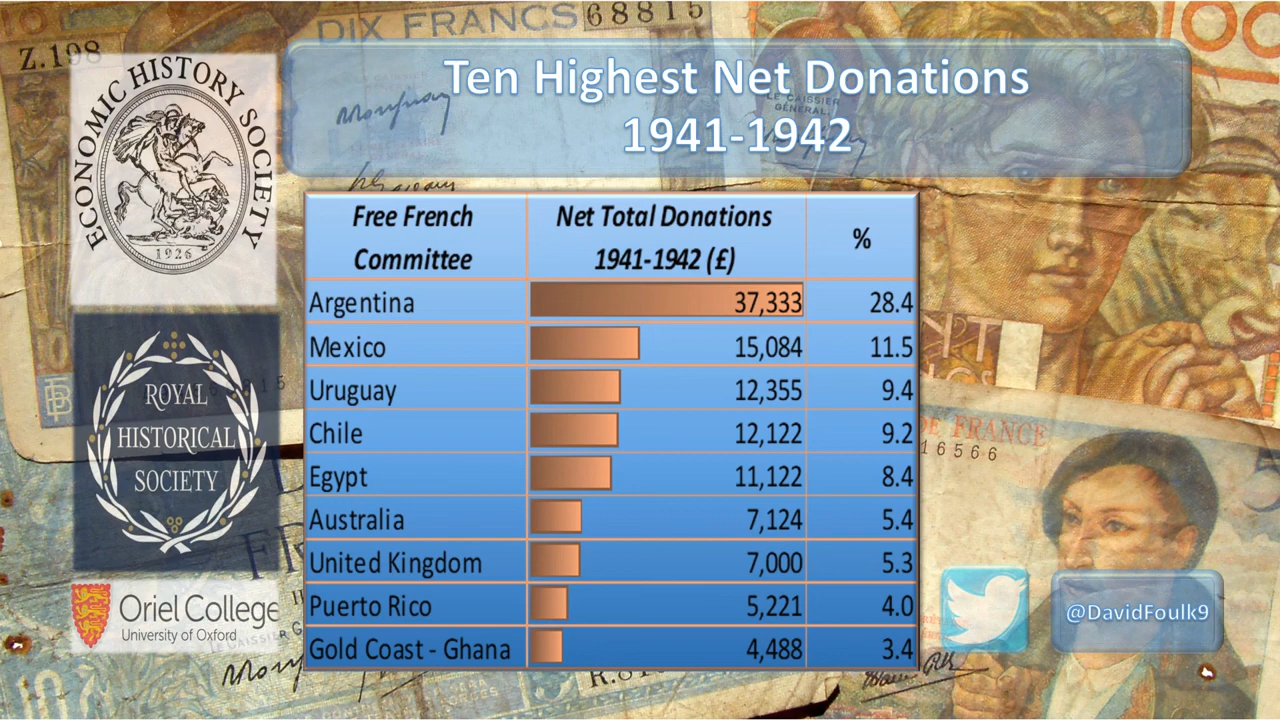 Z.198
DIX FRANCS
68815
LE CAISSIER
GÉNÉRAL
ECONOMIC HISTORY SOCIETY
1926
Ten Highest Net Donations
1941-1942
Free French
Committee
Net Total Donations
1941-1942 (£)
%
Argentina 37,333 28.4
Mexico 15,084 11.5
Uruguay 12,355 9.4
Chile 12,122 9.2
Egypt 11,122 8.4
Australia 7,124 5.4
United Kingdom 7,000 5.3
Puerto Rico 5,221 4.0
Gold Coast - Ghana 4,488 3.4
ROYAL
HISTORICAL
SOCIETY
Oriel College
University of Oxford
DE FRANCE
16566
@DavidFoulk9